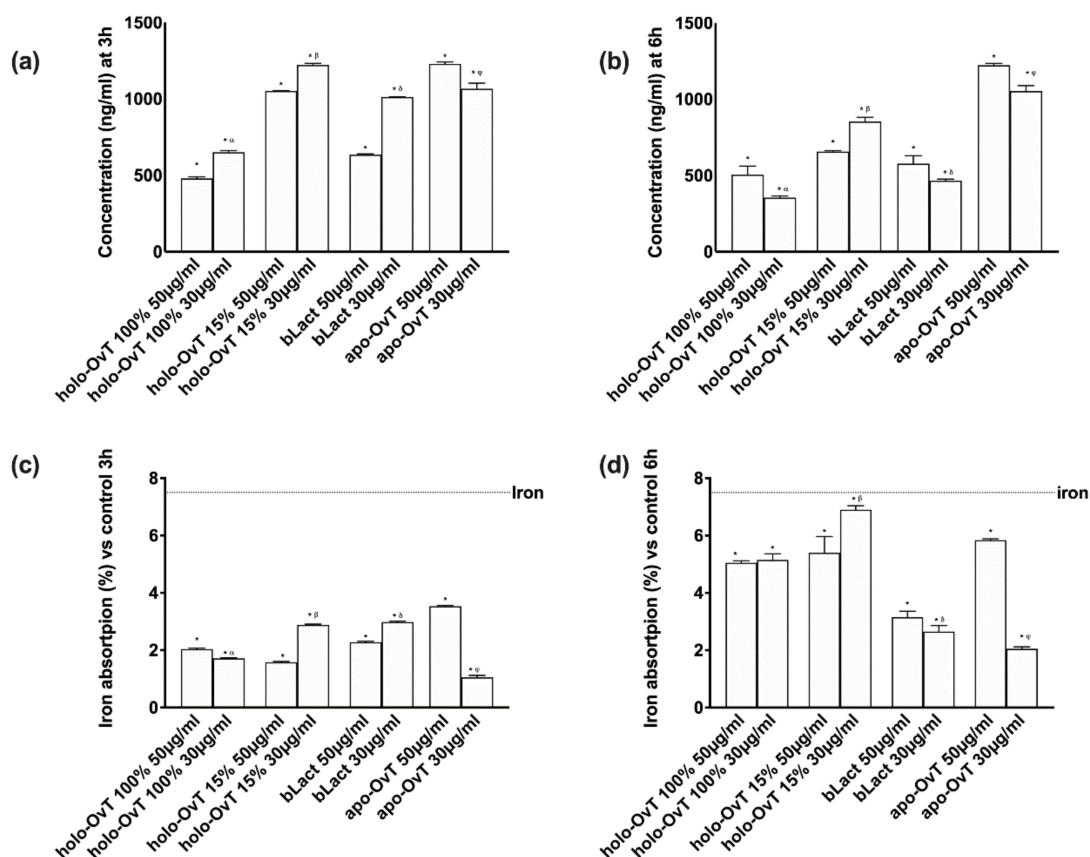 (a)
Concentration (ng/ml) at 3h
1500
1000
500
0
*
* α
*
* β
*
* δ
*
* φ
holo-OvT 100% 50µg/ml
holo-OvT 100% 30µg/ml
holo-OvT 15% 50µg/ml
holo-OvT 15% 30µg/ml
bLact 50µg/ml
bLact 30µg/ml
apo-OvT 50µg/ml
apo-OvT 30µg/ml
(b)
Concentration (ng/ml) at 6h
1500
1000
500
0
*
* α
*
* β
*
* δ
*
* φ
holo-OvT 100% 50µg/ml
holo-OvT 100% 30µg/ml
holo-OvT 15% 50µg/ml
holo-OvT 15% 30µg/ml
bLact 50µg/ml
bLact 30µg/ml
apo-OvT 50µg/ml
apo-OvT 30µg/ml
(c)
Iron absortpion (%) vs control 3h
8
6
4
2
0
Iron
*
* α
*
* β
*
* δ
*
* φ
holo-OvT 100% 50µg/ml
holo-OvT 100% 30µg/ml
holo-OvT 15% 50µg/ml
holo-OvT 15% 30µg/ml
bLact 50µg/ml
bLact 30µg/ml
apo-OvT 50µg/ml
apo-OvT 30µg/ml
(d)
Iron absortpion (%) vs control 6h
8
6
4
2
0
iron
*
*
*
* β
*
* δ
*
* φ
holo-OvT 100% 50µg/ml
holo-OvT 100% 30µg/ml
holo-OvT 15% 50µg/ml
holo-OvT 15% 30µg/ml
bLact 50µg/ml
bLact 30µg/ml
apo-OvT 50µg/ml
apo-OvT 30µg/ml